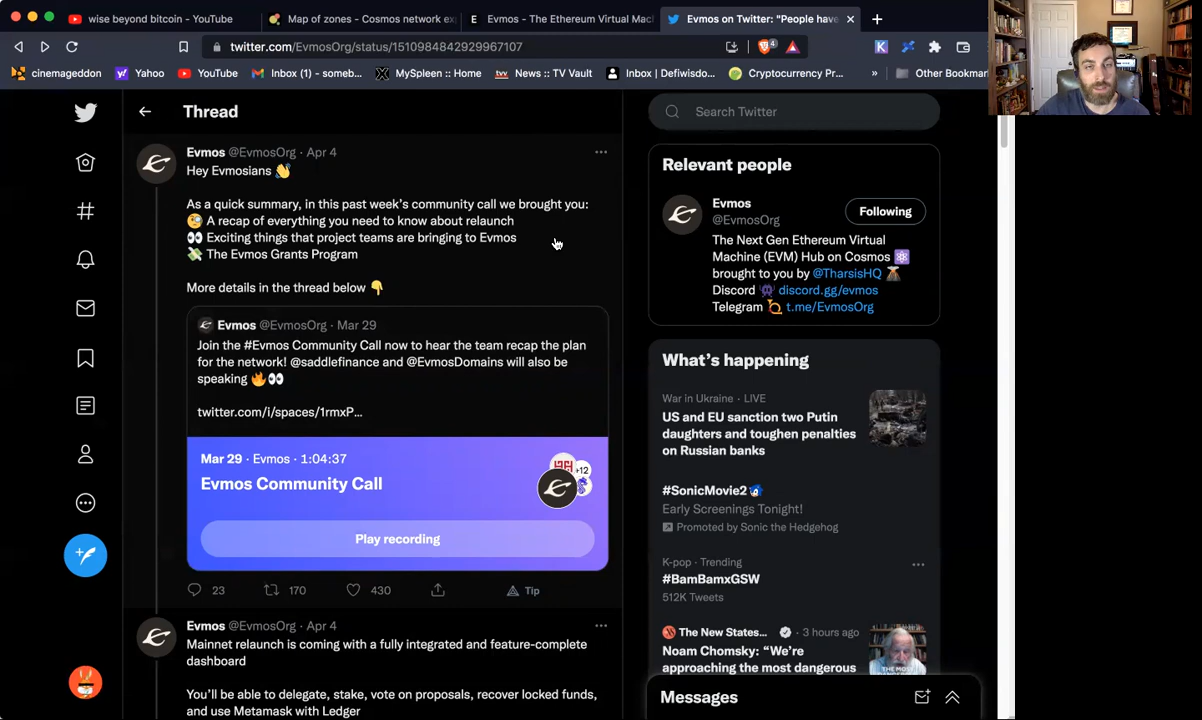 wise beyond bitcoin - YouTube
Map of zones - Cosmos network ex
Evmos - The Ethereum Virtual Mac
Evmos on Twitter: “People have
twitter.com/EvmosOrg/status/1510984842929967107
4
cinemageddon
Yahoo
YouTube
Inbox (1) - someb...
MySpleen :: Home
News :: TV Vault
Inbox | Defiwisdo...
Cryptocurrency Pr...
Other Bookmar
Thread
Search Twitter
Evmos @EvmosOrg · Apr 4
Hey Evmosians 👋
As a quick summary, in this past week’s community call we brought you:
🧐 A recap of everything you need to know about relaunch
👀 Exciting things that project teams are bringing to Evmos
💸 The Evmos Grants Program
More details in the thread below 👇
Evmos @EvmosOrg · Mar 29
Join the #Evmos Community Call now to hear the team recap the plan
for the network! @saddlefinance and @EvmosDomains will also be
speaking 🔥👀
twitter.com/i/spaces/1rmxP...
Mar 29 · Evmos · 1:04:37
+12
Evmos Community Call
Play recording
23
170
430
Tip
Evmos @EvmosOrg · Apr 4
Mainnet relaunch is coming with a fully integrated and feature-complete
dashboard
You’ll be able to delegate, stake, vote on proposals, recover locked funds,
and use Metamask with Ledger
Relevant people
Evmos
@EvmosOrg
Following
The Next Gen Ethereum Virtual
Machine (EVM) Hub on Cosmos ⚛️
brought to you by @TharsisHQ
Discord discord.gg/evmos
Telegram t.me/EvmosOrg
What’s happening
War in Ukraine · LIVE
US and EU sanction two Putin
daughters and toughen penalties
on Russian banks
#SonicMovie2
Early Screenings Tonight!
Promoted by Sonic the Hedgehog
K-pop · Trending
#BamBamxGSW
512K Tweets
The New States... · 3 hours ago
Noam Chomsky: “We’re
approaching the most dangerous
Messages